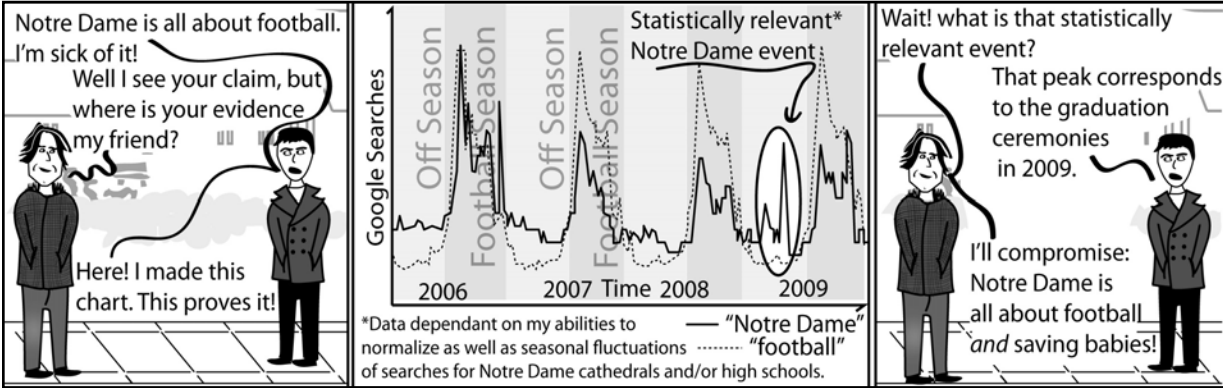 Notre Dame is all about football.
I'm sick of it!
Well I see your claim, but
where is your evidence
my friend?
Here! I made this
chart. This proves it!
Statistically relevant*
Notre Dame event
Google Searches
Off Season
Football Season
Off Season
Football Season
2006
2007
Time
2008
2009
*Data dependant on my abilities to
normalize as well as seasonal fluctuations
of searches for Notre Dame cathedrals and/or high schools.
"Notre Dame"
"football"
Wait! what is that statistically
relevant event?
That peak corresponds
to the graduation
ceremonies
in 2009.
I'll compromise:
Notre Dame is
all about football
and saving babies!